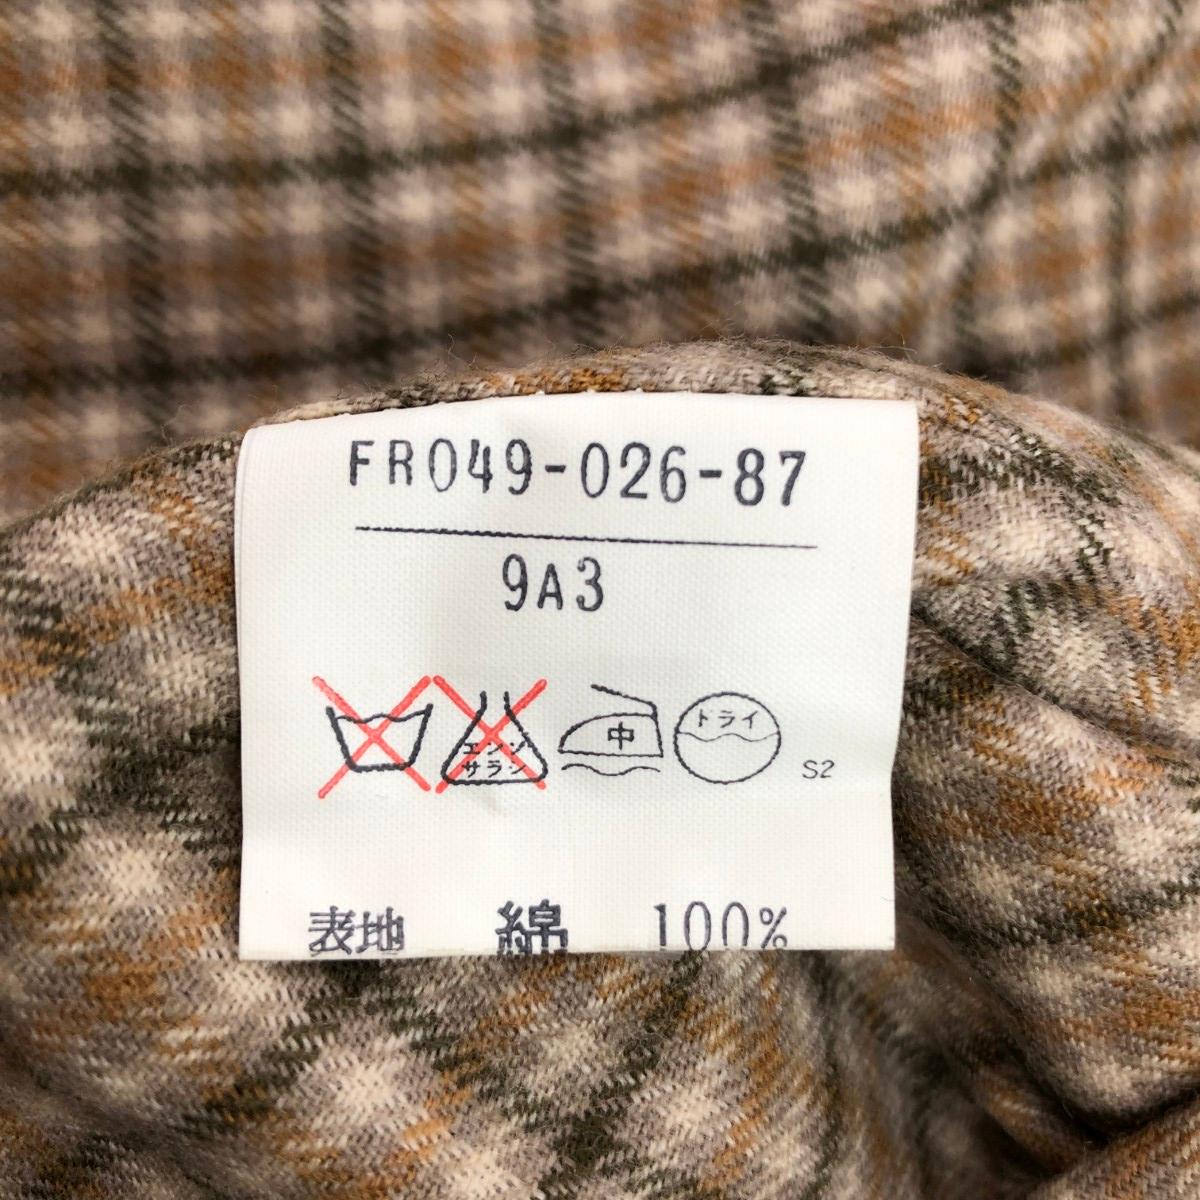 FR049-026-87
9A3
エンソ
サラシ
中
ドライ
S2
表地 綿 100%